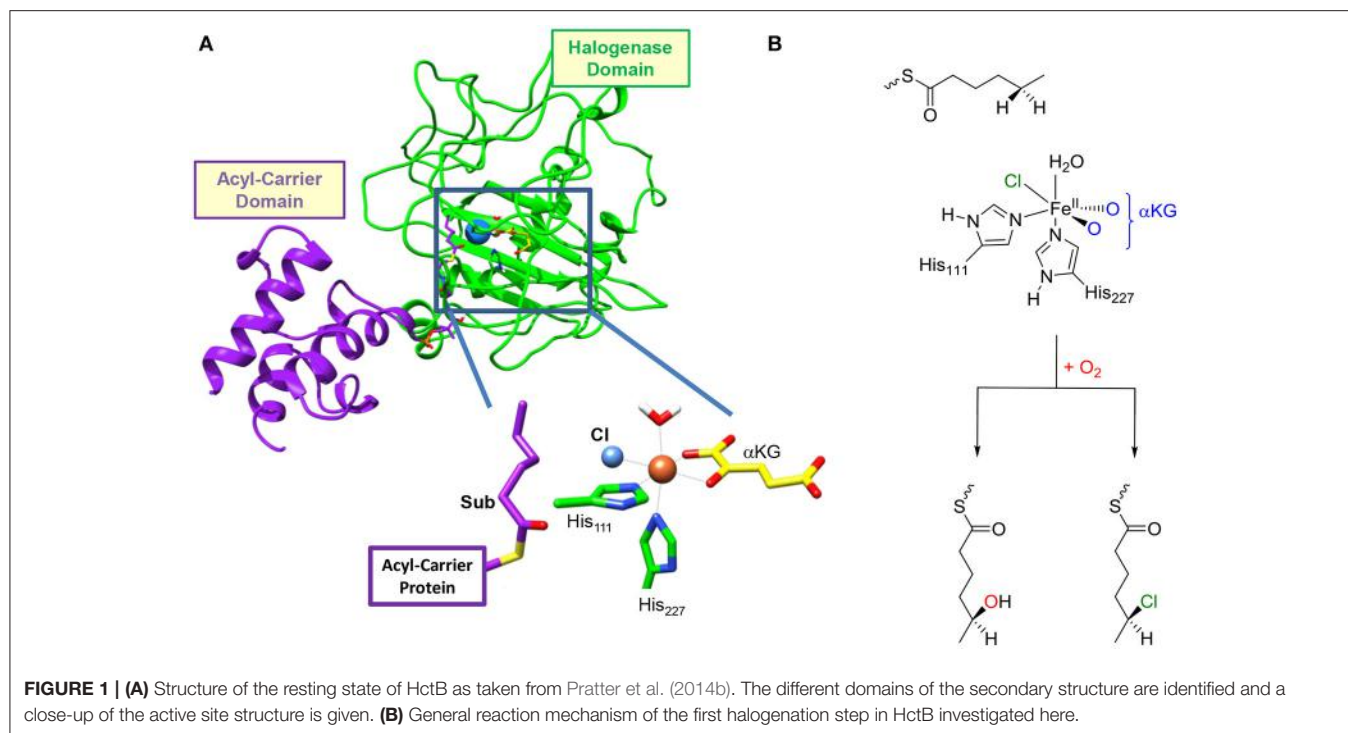 A
Halogenase
Domain
Acyl-Carrier
Domain
Cl
αKG
Sub
His111
Acyl-Carrier
Protein
His227
B
S
O
H H
H2O
Cl
FeII
O
O
αKG
H
N
N
N
N
H
His111
His227
+ O2
S
O
OH
H
S
O
Cl
H
FIGURE 1 | (A) Structure of the resting state of HctB as taken from Pratter et al. (2014b). The different domains of the secondary structure are identified and a
close-up of the active site structure is given. (B) General reaction mechanism of the first halogenation step in HctB investigated here.